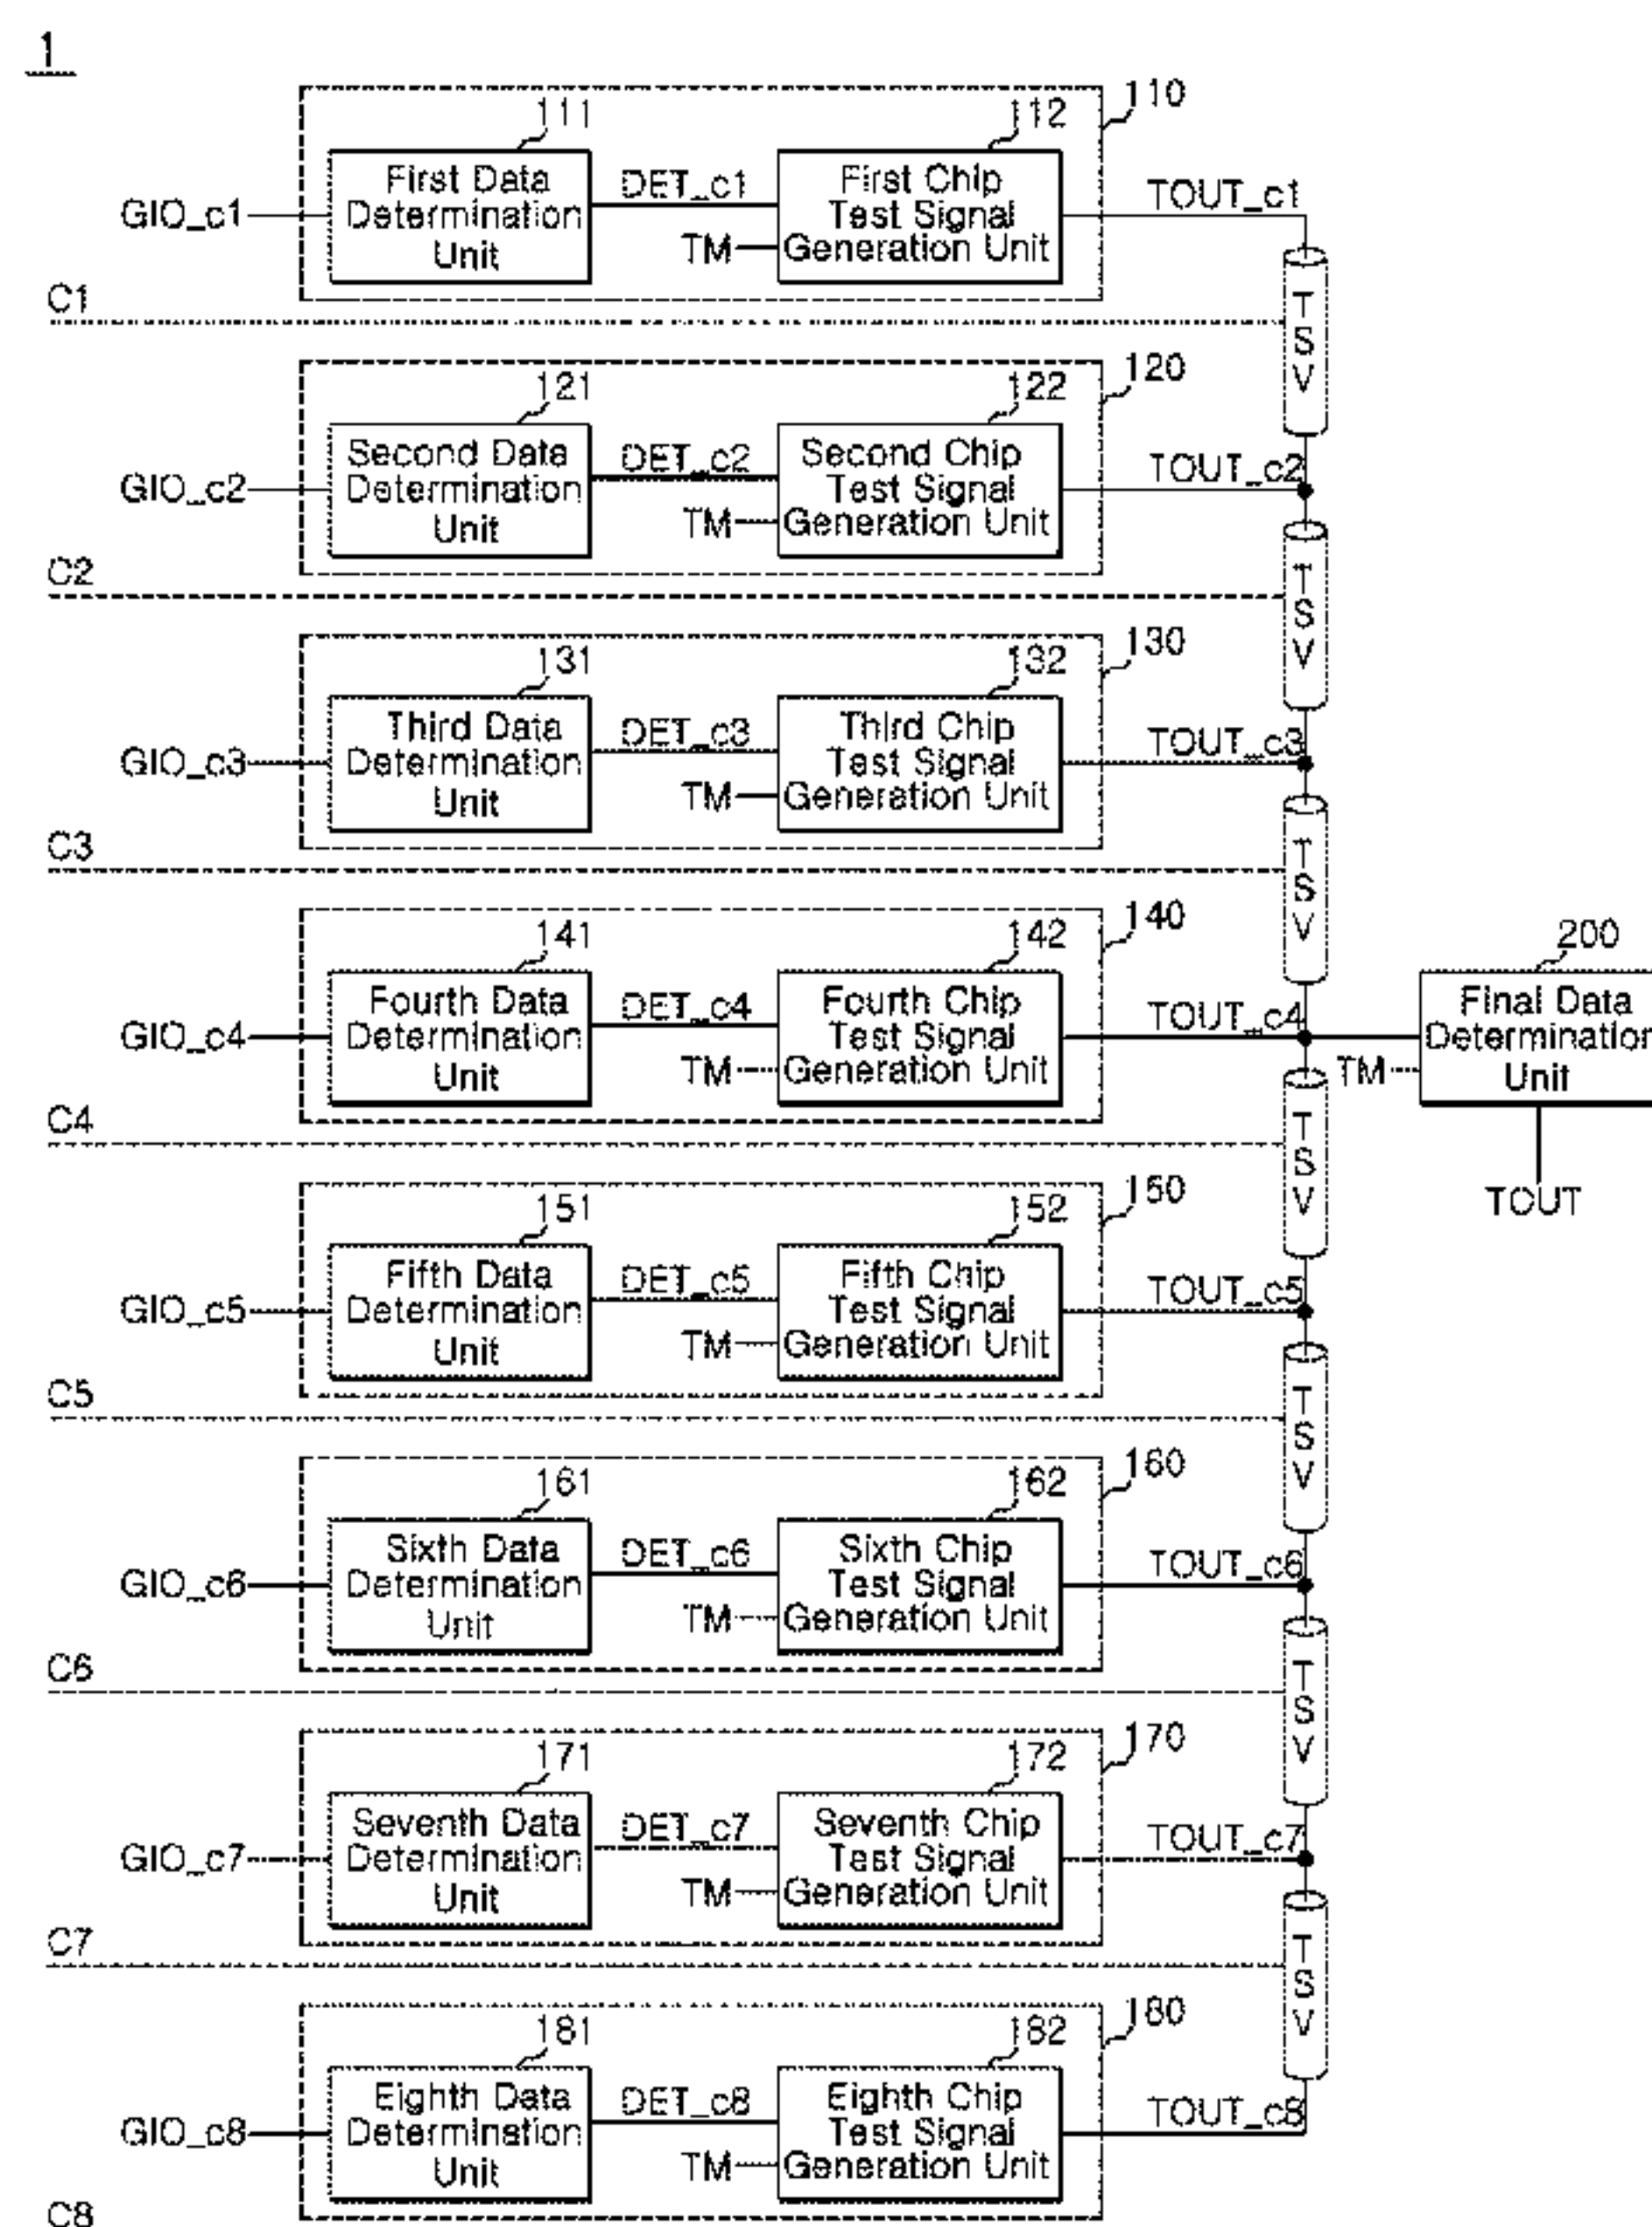 1
110
111
112
First Data
Determination
Unit
First Chip
Test Signal
Generation Unit
GIO_c1
DET_c1
TM
TOUT_c1
C1
TSV
120
121
122
Second Data
Determination
Unit
Second Chip
Test Signal
Generation Unit
GIO_c2
DET_c2
TM
TOUT_c2
C2
TSV
130
131
132
Third Data
Determination
Unit
Third Chip
Test Signal
Generation Unit
GIO_c3
DET_c3
TM
TOUT_c3
C3
TSV
140
141
142
Fourth Data
Determination
Unit
Fourth Chip
Test Signal
Generation Unit
GIO_c4
DET_c4
TM
TOUT_c4
200
Final Data
Determination
Unit
TM
TOUT
C4
TSV
150
151
152
Fifth Data
Determination
Unit
Fifth Chip
Test Signal
Generation Unit
GIO_c5
DET_c5
TM
TOUT_c5
C5
TSV
160
161
162
Sixth Data
Determination
Unit
Sixth Chip
Test Signal
Generation Unit
GIO_c6
DET_c6
TM
TOUT_c6
C6
TSV
170
171
172
Seventh Data
Determination
Unit
Seventh Chip
Test Signal
Generation Unit
GIO_c7
DET_c7
TM
TOUT_c7
C7
TSV
180
181
182
Eighth Data
Determination
Unit
Eighth Chip
Test Signal
Generation Unit
GIO_c8
DET_c8
TM
TOUT_c8
C8